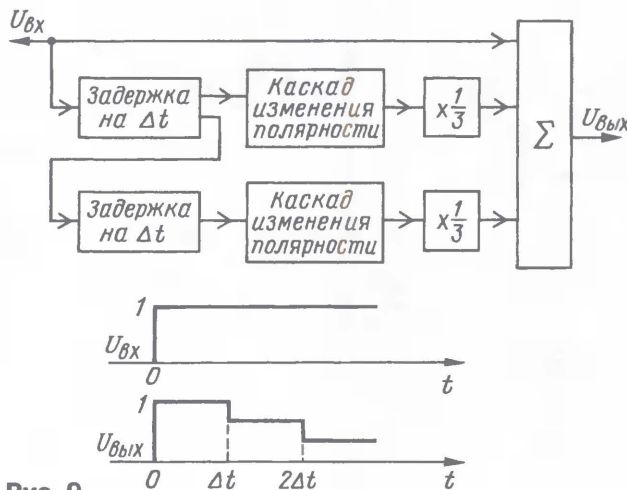 Uвх
Задержка
на Δt
Каскад
изменения
полярности
x1/3
Σ
Uвых
Задержка
на Δt
Каскад
изменения
полярности
x1/3
1
Uвх
0
t
1
Uвых
0
Δt
2Δt
t
Рис. 9